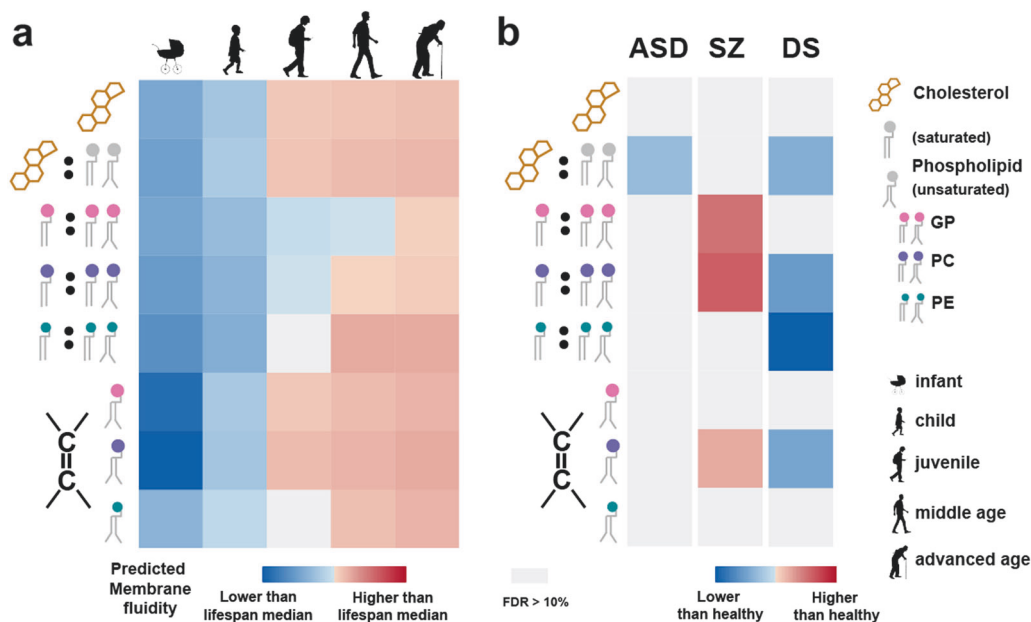 a
b
ASD SZ DS
Cholesterol
(saturated)
Phospholipid
(unsaturated)
GP
PC
PE
C
C
C
C
infant
child
juvenile
middle age
advanced age
Predicted
Membrane
fluidity
Lower than
lifespan median
Higher than
lifespan median
FDR > 10%
Lower
than healthy
Higher
than healthy